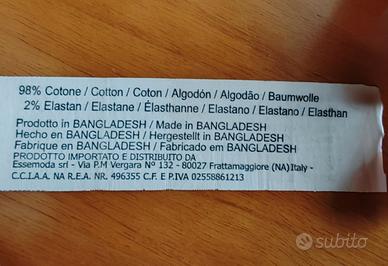 98% Cotone / Cotton / Coton / Algodón / Algodão / Baumwolle
2% Elastan / Elastane / Élasthanne / Elastano / Elastano / Elasthan
Prodotto in BANGLADESH / Made in BANGLADESH
Hecho en BANGLADESH / Hergestellt in BANGLADESH
Fabrique en BANGLADESH / Fabricado em BANGLADESH
PRODOTTO IMPORTATO E DISTRIBUITO DA
Essemoda srl - Via P.M Vergara N° 132 - 80027 Frattamaggiore (NA)Italy -
C.C.I.A.A. NA R.E.A. NR. 496355 C.F. E P.IVA 02558861213
subito